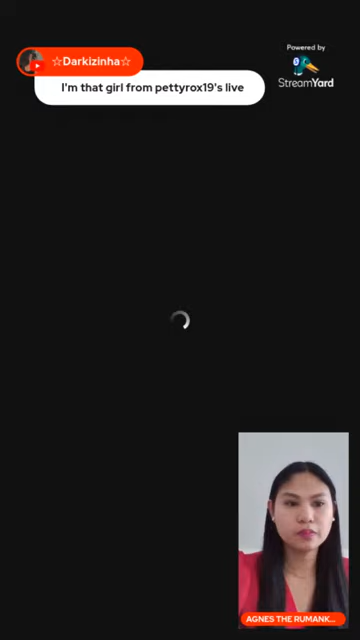 Powered by
StreamYard
☆Darkizinha☆
I'm that girl from pettyrox19's live
AGNES THE RUMANK...